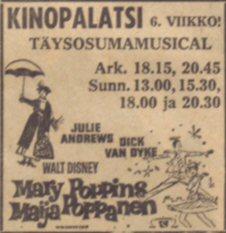 KINOPALATSI 6. VIIKKO!
TÄYSOSUMAMUSICAL
Ark. 18.15, 20.45
Sunn. 13.00, 15.30,
18.00 ja 20.30
JULIE ANDREWS
DICK VAN DYKE
WALT DISNEY
Mary Poppins
Maija Poppanen